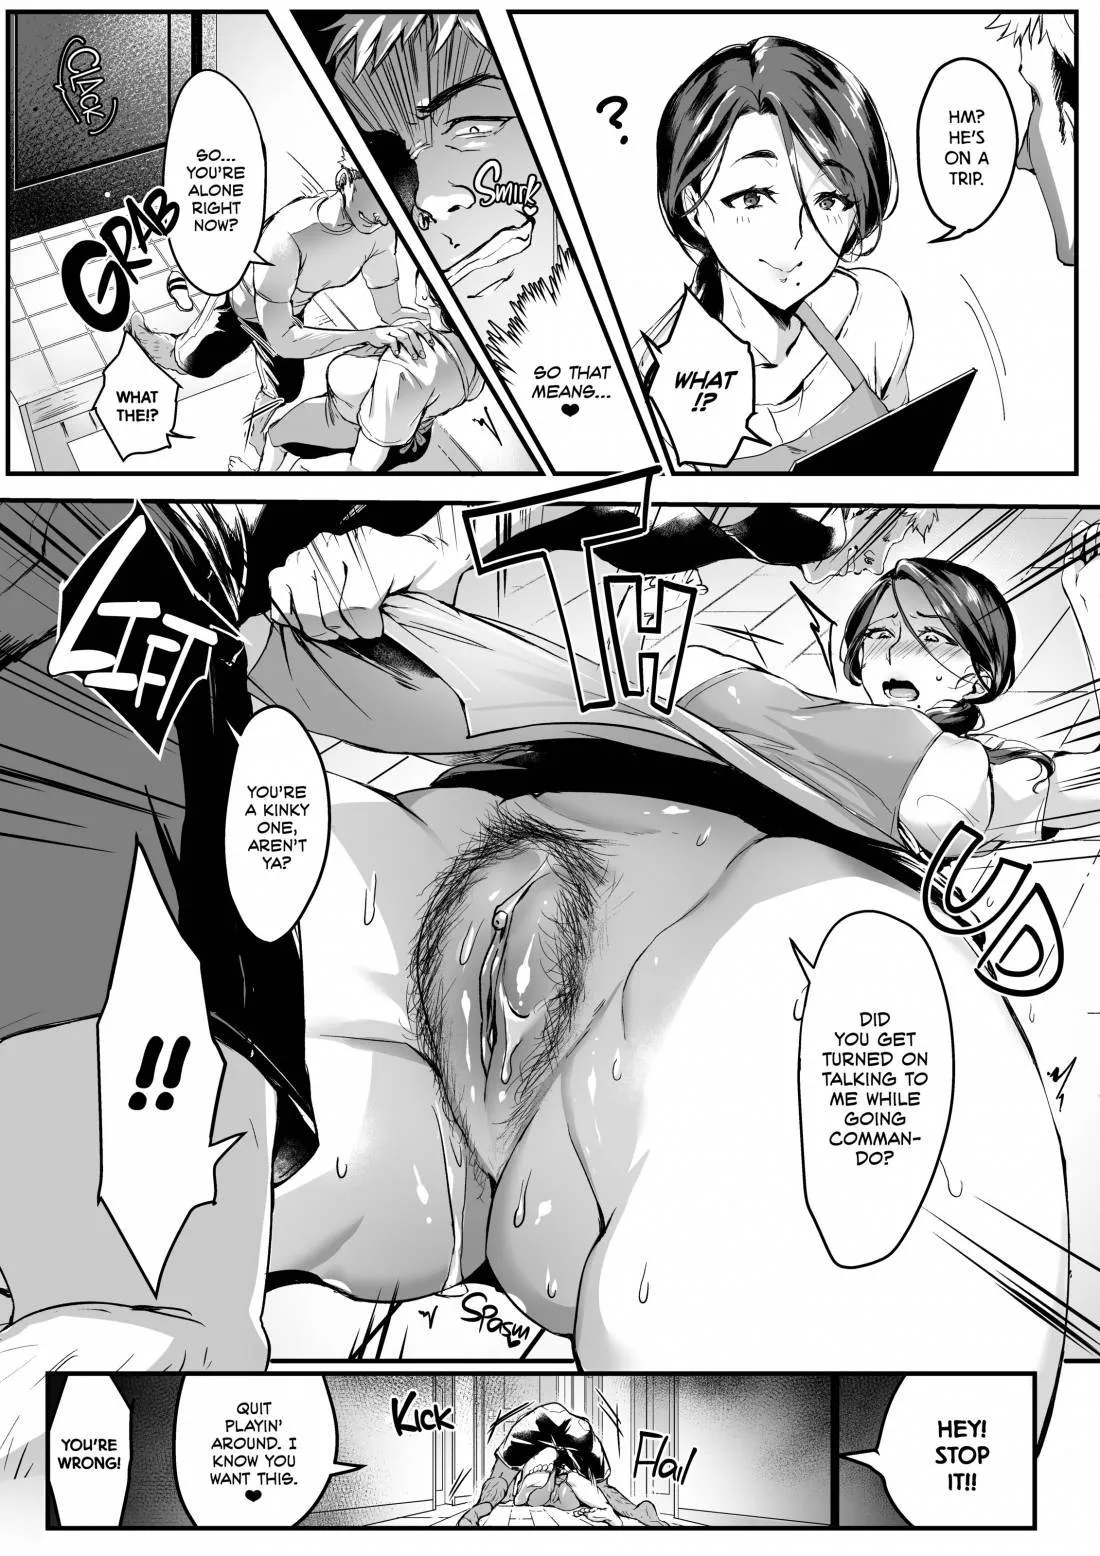 HM?
HE'S
ON A
TRIP.
?
WHAT
!?
SO THAT
MEANS...
♥
Smirk
♥
SO...
YOU'RE
ALONE
RIGHT
NOW?
CLACK
GRAB
WHAT
THE!?
THUD
LIFT
YOU'RE
A KINKY
ONE,
AREN'T
YA?
DID
YOU GET
TURNED ON
TALKING TO
ME WHILE
GOING
COMMAN-
DO?
!!
Spasm
♥
HEY!
STOP
IT!!
KICK
Flail
QUIT
PLAYIN'
AROUND. I
KNOW YOU
WANT THIS.
♥
YOU'RE
WRONG!